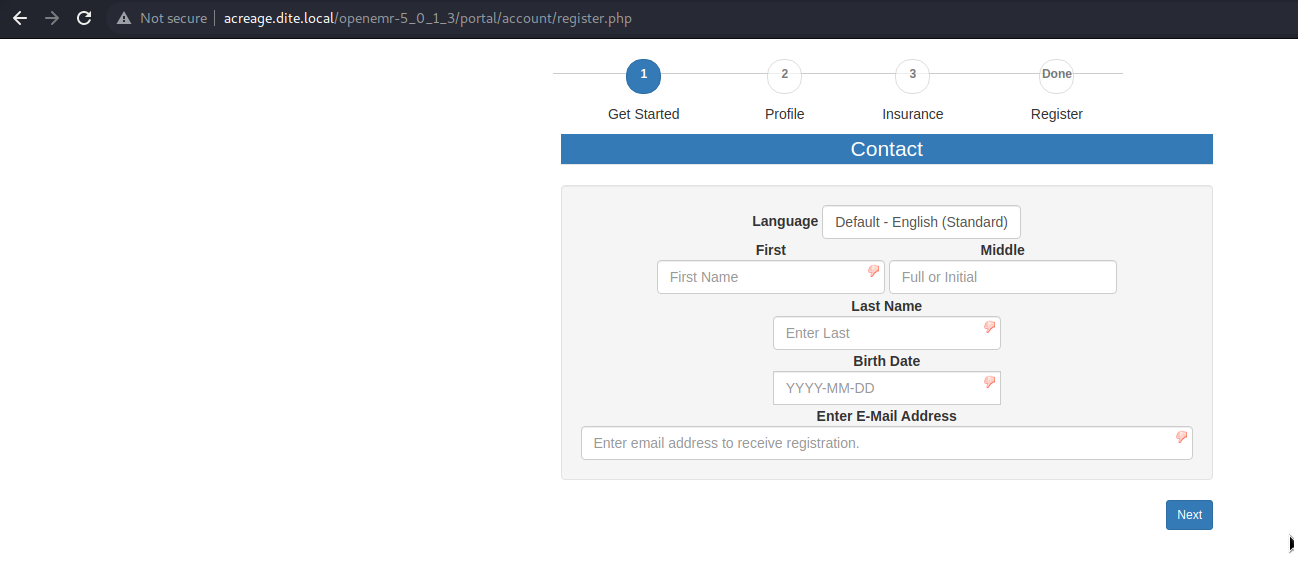 Not secure acreage.dite.local/openemr-5_0_1_3/portal/account/register.php
1 2 3 Done
Get Started Profile Insurance Register
Contact
Language Default - English (Standard)
First Middle
First Name Full or Initial
Last Name
Enter Last
Birth Date
YYYY-MM-DD
Enter E-Mail Address
Enter email address to receive registration.
Next